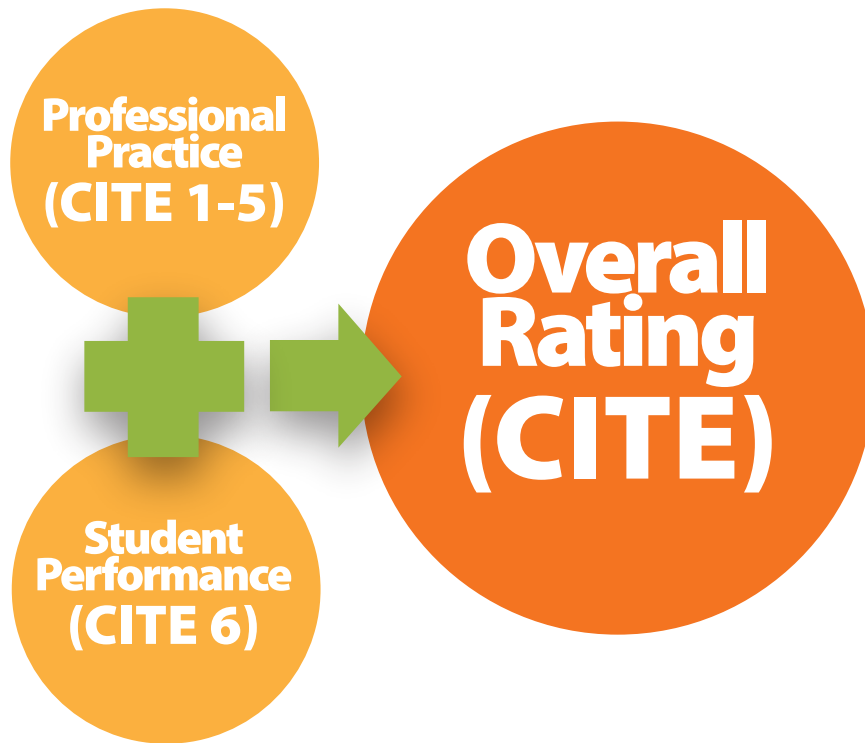 Professional
Practice
(CITE 1-5)
Overall
Rating
(CITE)
Student
Performance
(CITE 6)